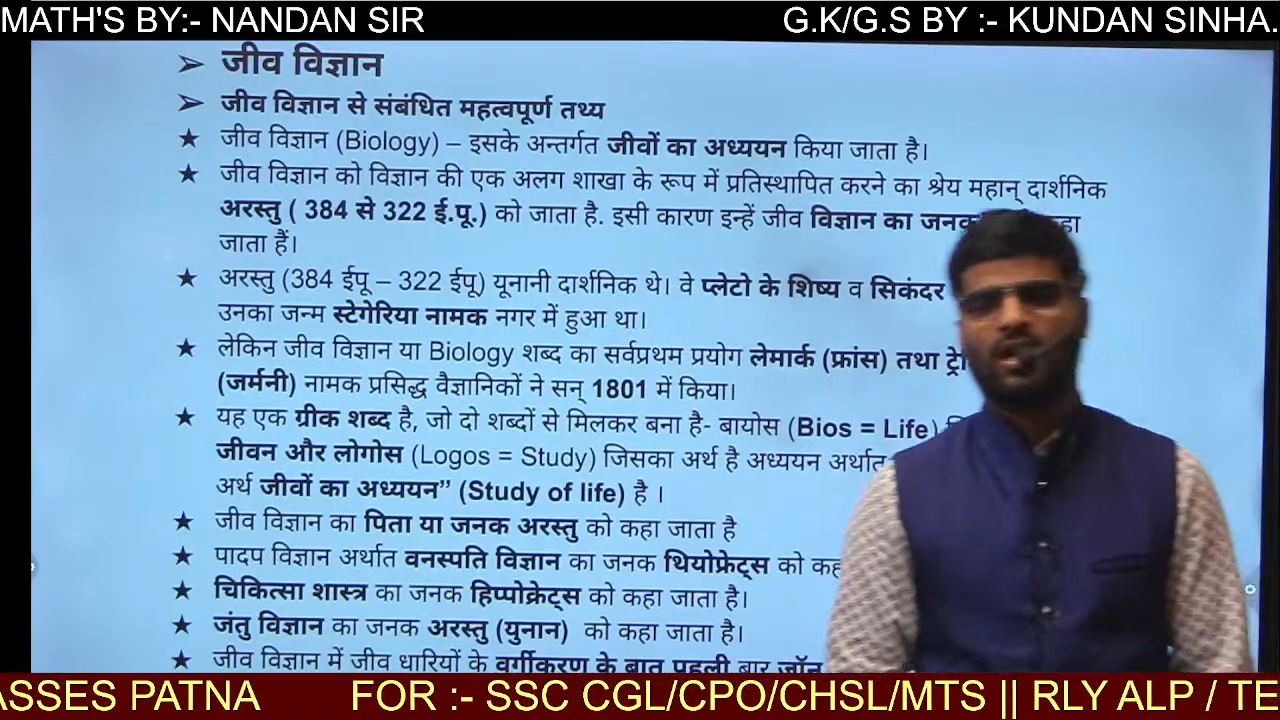 MATH'S BY:- NANDAN SIR G.K/G.S BY :- KUNDAN SINHA.
➢ जीव विज्ञान
➢ जीव विज्ञान से संबंधित महत्वपूर्ण तथ्य
★ जीव विज्ञान (Biology) – इसके अन्तर्गत जीवों का अध्ययन किया जाता है।
★ जीव विज्ञान को विज्ञान की एक अलग शाखा के रूप में प्रतिस्थापित करने का श्रेय महान् दार्शनिक
अरस्तु ( 384 से 322 ई.पू.) को जाता है. इसी कारण इन्हें जीव विज्ञान का जनक
जाता हैं।
★ अरस्तु (384 ईपू – 322 ईपू) यूनानी दार्शनिक थे। वे प्लेटो के शिष्य व सिकंदर
उनका जन्म स्टेगेरिया नामक नगर में हुआ था।
★ लेकिन जीव विज्ञान या Biology शब्द का सर्वप्रथम प्रयोग लेमार्क (फ्रांस) तथा
(जर्मनी) नामक प्रसिद्ध वैज्ञानिकों ने सन् 1801 में किया।
★ यह एक ग्रीक शब्द है, जो दो शब्दों से मिलकर बना है- बायोस (Bios = Life)
जीवन और लोगोस (Logos = Study) जिसका अर्थ है अध्ययन अर्थात
अर्थ जीवों का अध्ययन” (Study of life) है ।
★ जीव विज्ञान का पिता या जनक अरस्तु को कहा जाता है
★ पादप विज्ञान अर्थात वनस्पति विज्ञान का जनक थियोफ्रेट्स को
★ चिकित्सा शास्त्र का जनक हिप्पोक्रेट्स को कहा जाता है।
★ जंतु विज्ञान का जनक अरस्तु (युनान) को कहा जाता है।
★ जीव विज्ञान में जीव धारियों के वर्गीकरण के बात पहली बार जॉन
ASSES PATNA FOR :- SSC CGL/CPO/CHSL/MTS || RLY ALP / TE